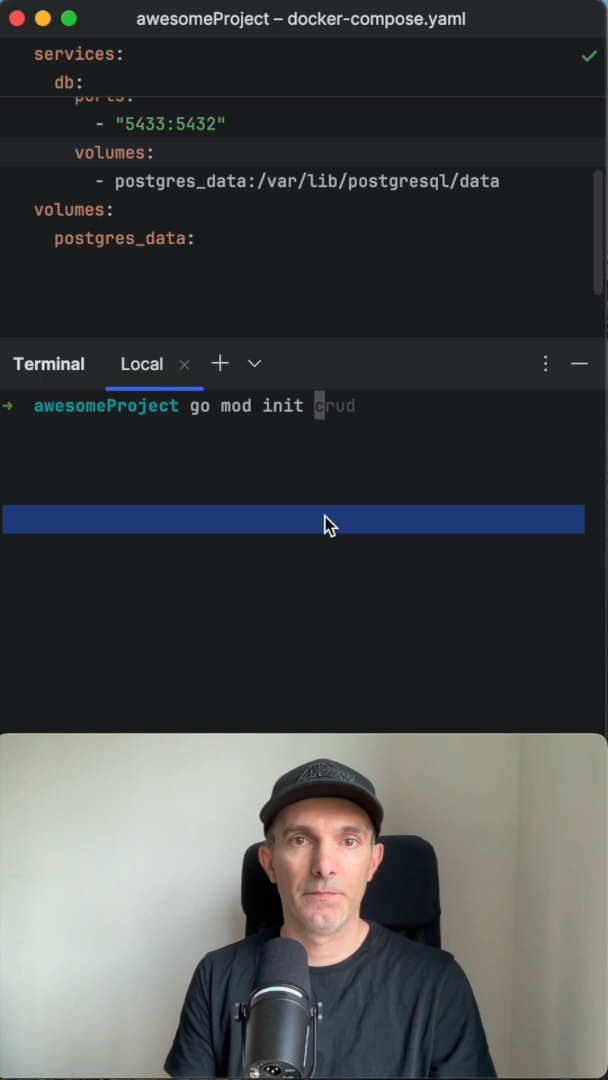 awesomeProject – docker-compose.yaml
services:
db:
ports:
- "5433:5432"
volumes:
- postgres_data:/var/lib/postgresql/data
volumes:
postgres_data:
Terminal Local
→ awesomeProject go mod init crud